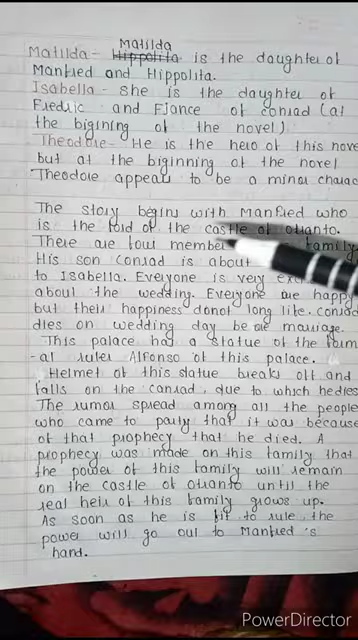 Matilda
Matilda - Hippolita is the daughter of
Manfred and Hippolita.
Isabella - She is the daughter of
Fredric and Fiance of conrad (at
the bigining of the novel)
Theodore - He is the hero of this nove
but at the biginning of the novel
Theodore appear to be a minor charac
The story begins with Manfried who
is the lord of the castle of otranto.
There are four member family
His son Conrad is about
to Isabella. Everyone is very
about the wedding. Everyone are happy
but their happiness donot long life. conrad
dies on wedding day marriage.
This palace has a statue of the
-al ruler Alfonso of this palace.
Helmet of this statue breaks off and
falls on the Conrad, due to which he dies
The rumor spread among all the people
who came to party that it was because
of that prophecy that he died. A
prophecy was made on this family that
the power of this family will remain
on the castle of otranto until the
real heir of this family grows up.
As soon as he is fit to rule, the
power will go out to Manfred's
hand.
PowerDirector